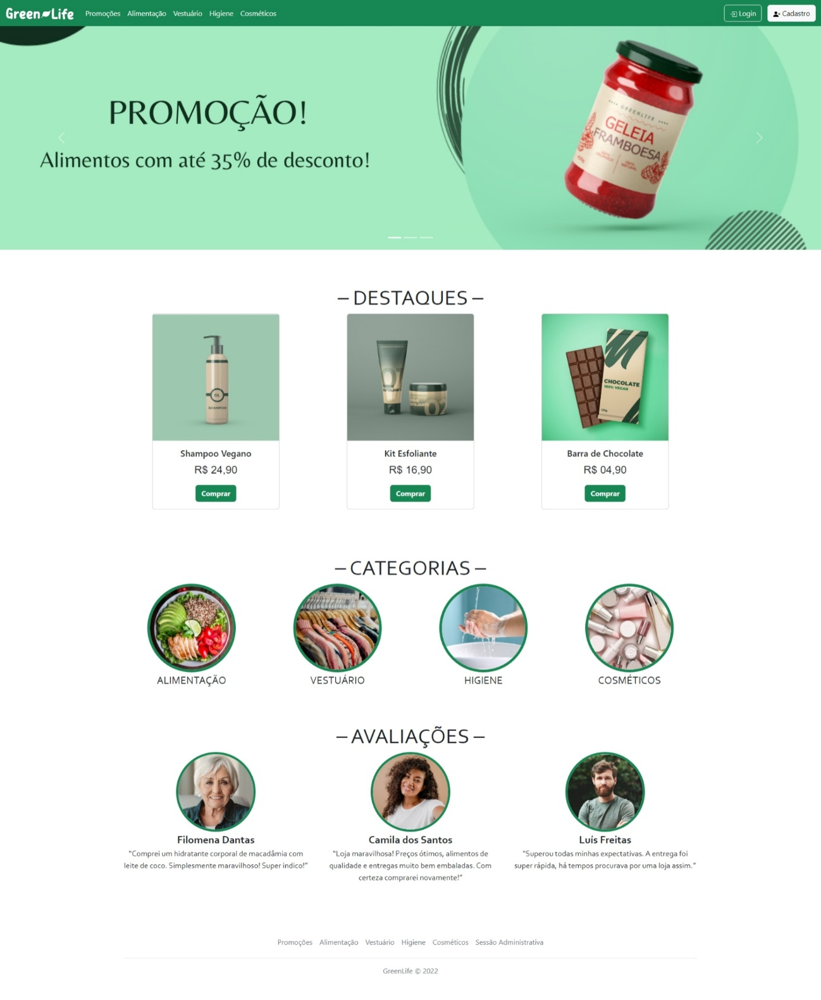 Green Life
Promoções Alimentação Vestuário Higiene Cosméticos
Login
Cadastro
PROMOÇÃO!
Alimentos com até 35% de desconto!
GREENLIFE
GELEIA
FRAMBOESA
– DESTAQUES –
GL
SHAMPOO
CHOCOLATE
100% VEGAN
Shampoo Vegano
R$ 24,90
Comprar
Kit Esfoliante
R$ 16,90
Comprar
Barra de Chocolate
R$ 04,90
Comprar
– CATEGORIAS –
ALIMENTAÇÃO
VESTUÁRIO
HIGIENE
COSMÉTICOS
– AVALIAÇÕES –
Filomena Dantas
“Comprei um hidratante corporal de macadâmia com
leite de coco. Simplesmente maravilhoso! Super indico!”
Camila dos Santos
“Loja maravilhosa! Preços ótimos, alimentos de
qualidade e entregas muito bem embaladas. Com
certeza comprarei novamente!”
Luís Freitas
“Superou todas minhas expectativas. A entrega foi
super rápida, há tempos procurava por uma loja assim.”
Promoções Alimentação Vestuário Higiene Cosméticos Sessão Administrativa
GreenLife © 2022